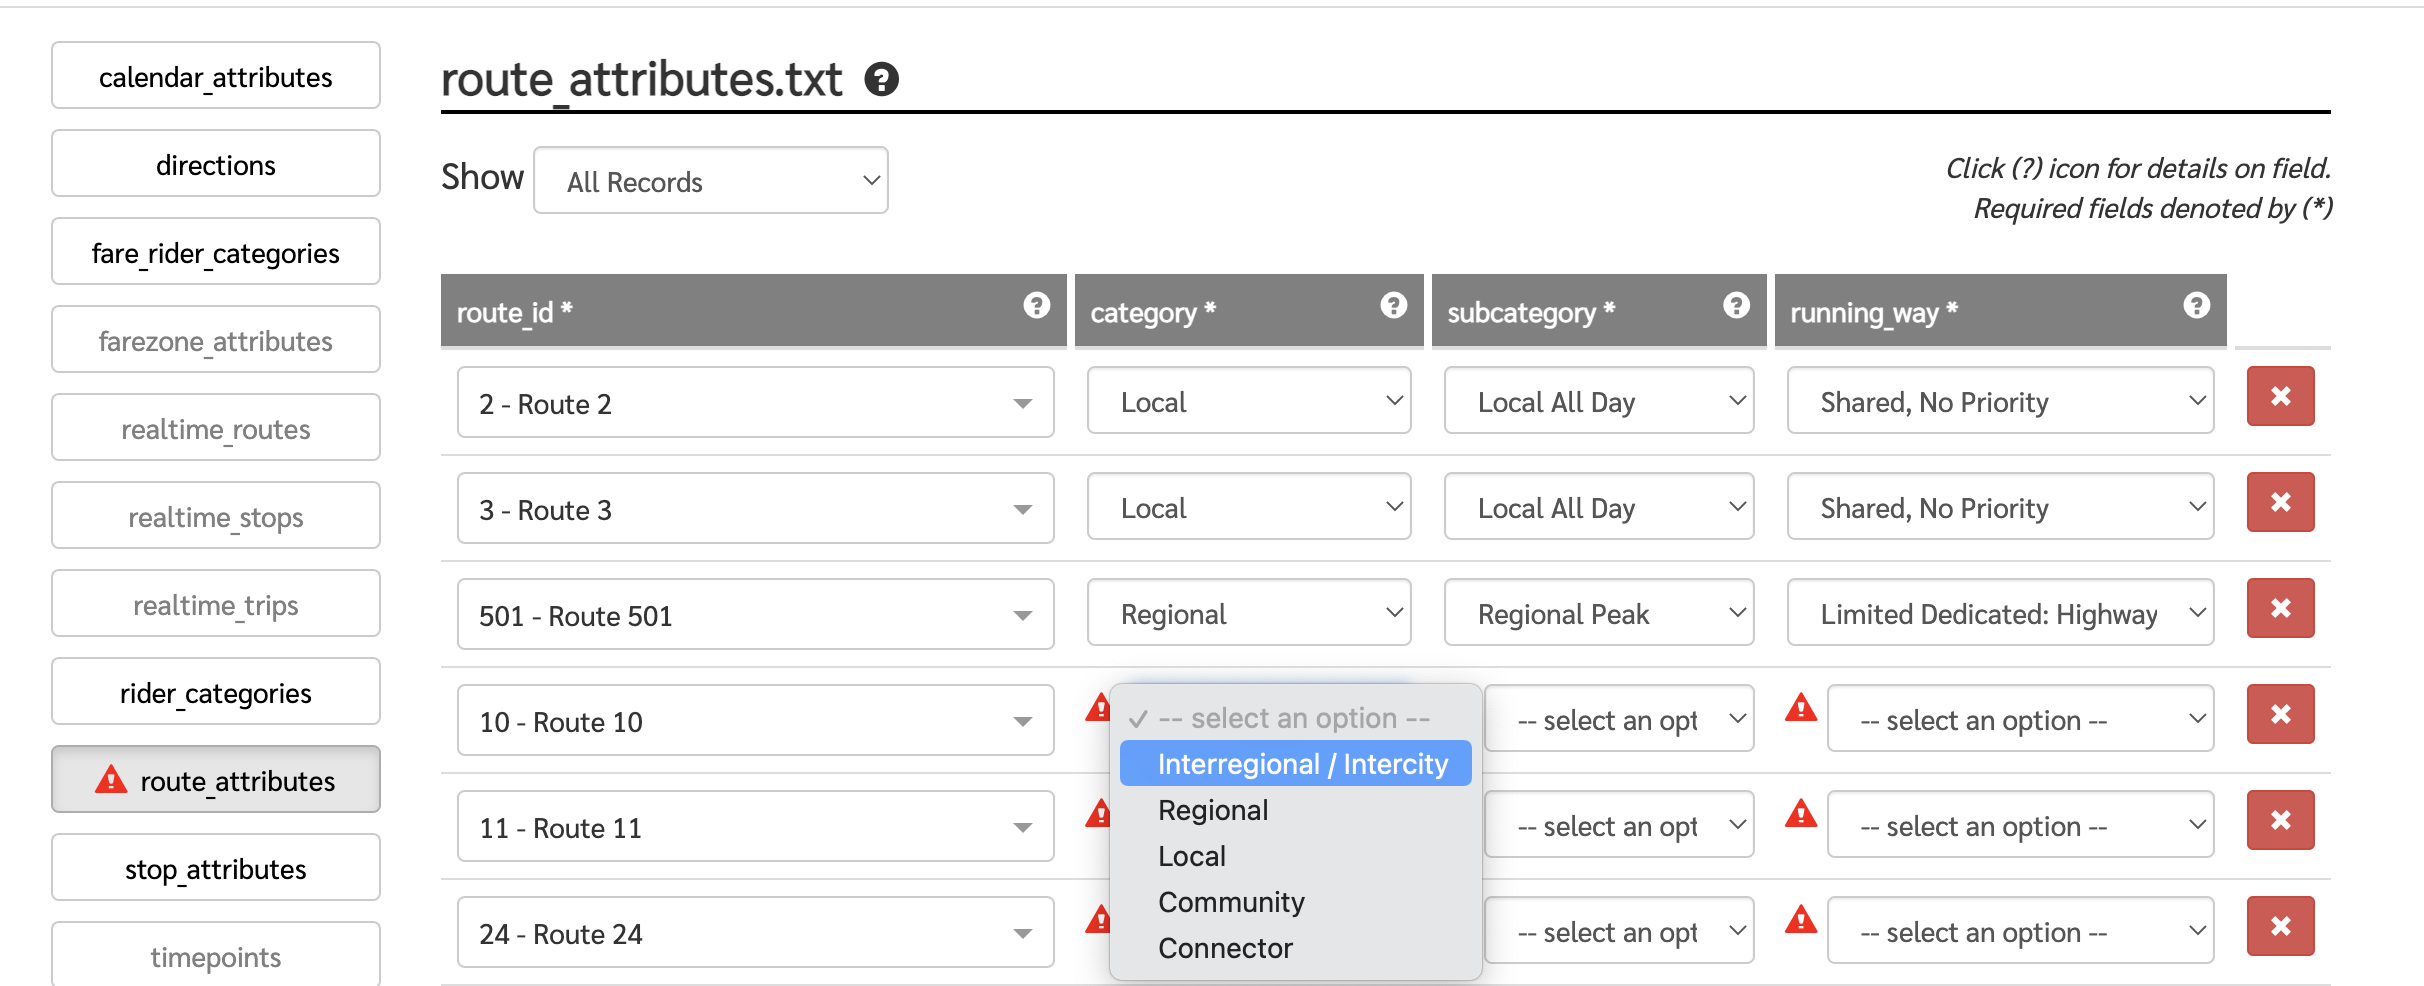 calendar_attributes
directions
fare_rider_categories
farezone_attributes
realtime_routes
realtime_stops
realtime_trips
rider_categories
route_attributes
stop_attributes
timepoints
route_attributes.txt ?
Show All Records
Click (?) icon for details on field.
Required fields denoted by (*)
route_id * ? category * ? subcategory * ? running_way * ?
2 - Route 2 Local Local All Day Shared, No Priority
3 - Route 3 Local Local All Day Shared, No Priority
501 - Route 501 Regional Regional Peak Limited Dedicated: Highway
10 - Route 10 -- select an opt -- select an option --
11 - Route 11 -- select an opt -- select an option --
24 - Route 24 -- select an opt -- select an option --
✓ -- select an option --
Interregional / Intercity
Regional
Local
Community
Connector